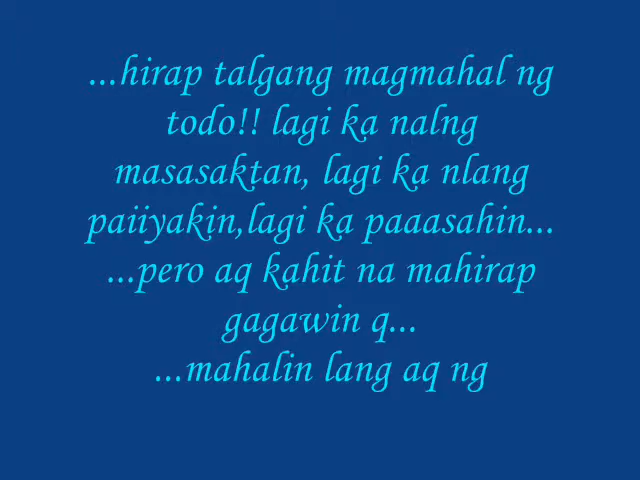 ...hirap talgang magmahal ng
todo!! lagi ka nalng
masasaktan, lagi ka nlang
paiiyakin,lagi ka paaasahin...
...pero aq kahit na mahirap
gagawin q...
...mahalin lang aq ng